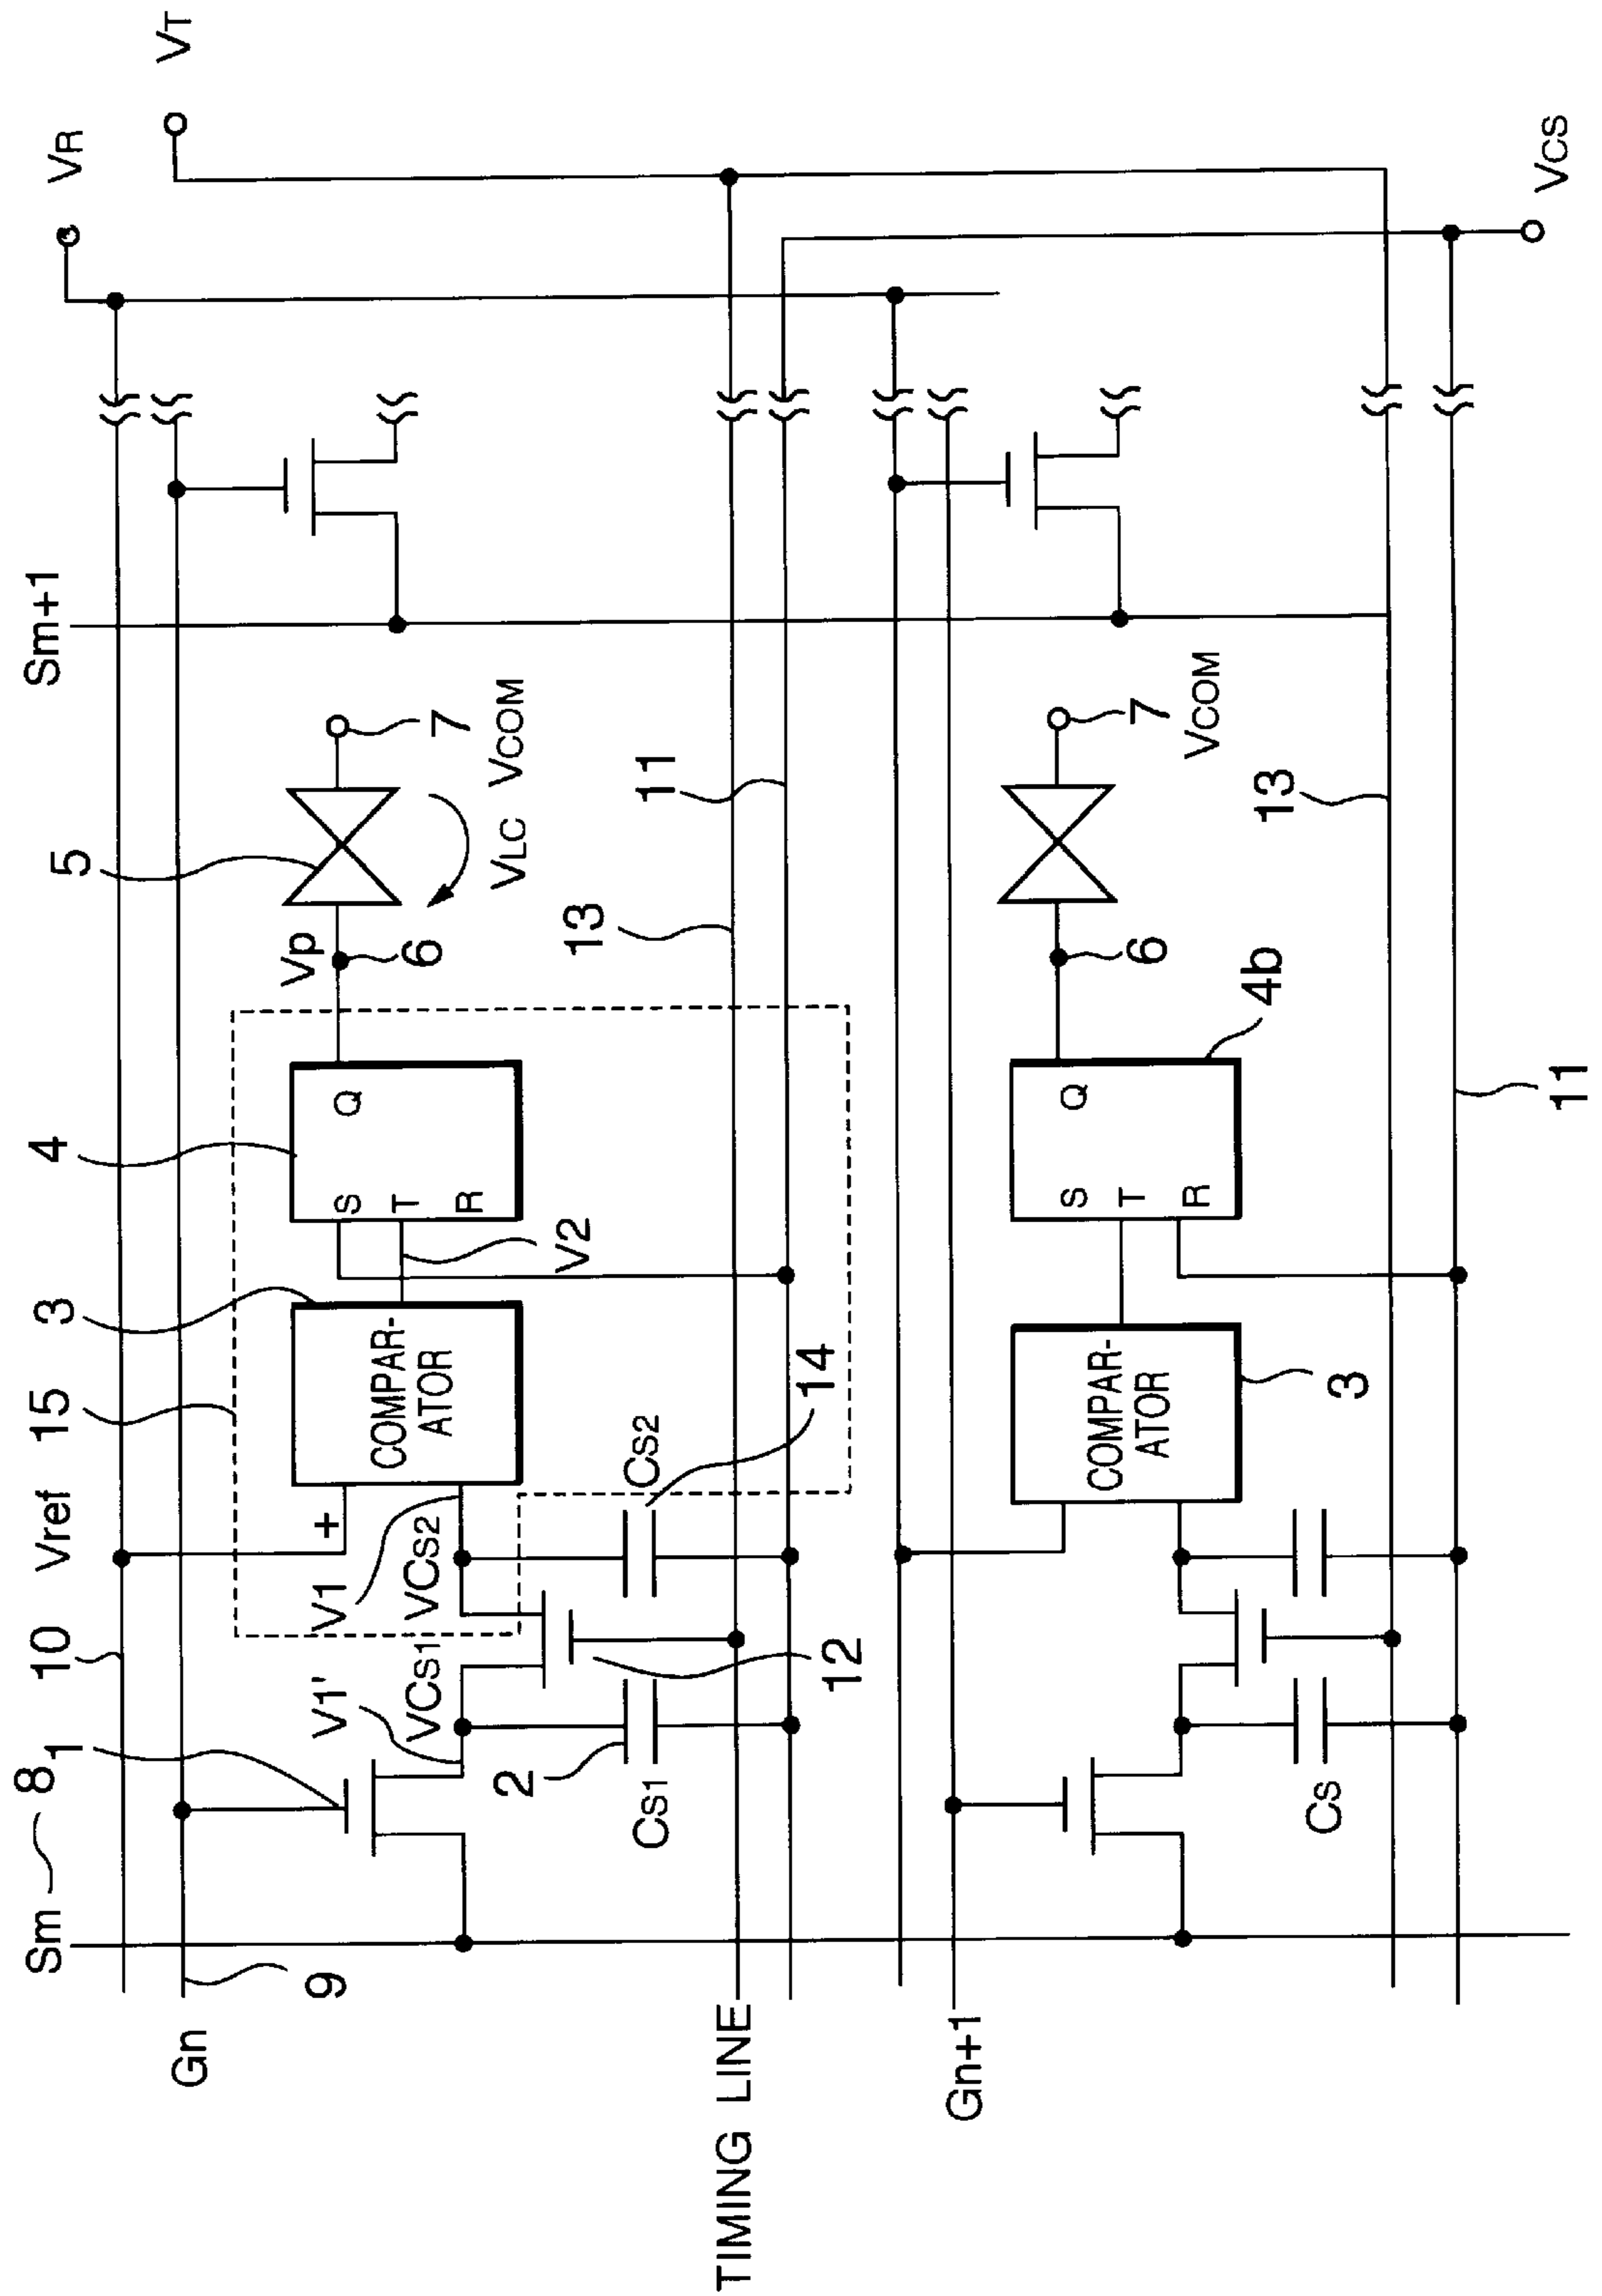 VR
VT
Sm+1
Vref
10
15
3
4
5
Sm
8
1
9
Gn
V1'
VCS1
V1
VCS2
+
COMPAR-
ATOR
S
T
R
Q
V2
Vp
6
7
VLC
VCOM
2
CS1
12
CS2
14
13
11
TIMING LINE
Gn+1
CS
COMPAR-
ATOR
3
S
T
R
Q
4b
6
7
VCOM
13
11
VCS